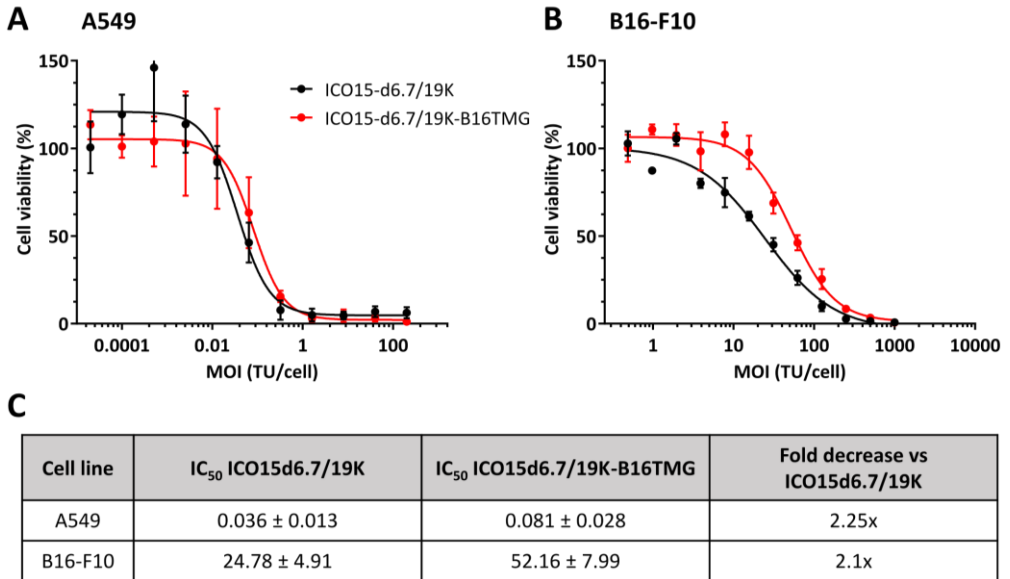 A A549
150
100
50
0
Cell viability (%)
0.0001 0.01 1 100
MOI (TU/cell)
ICO15-d6.7/19K
ICO15-d6.7/19K-B16TMG
B B16-F10
150
100
50
0
Cell viability (%)
1 10 100 1000 10000
MOI (TU/cell)
C
Cell line IC₅₀ ICO15d6.7/19K IC₅₀ ICO15d6.7/19K-B16TMG Fold decrease vs
ICO15d6.7/19K
A549 0.036 ± 0.013 0.081 ± 0.028 2.25x
B16-F10 24.78 ± 4.91 52.16 ± 7.99 2.1x